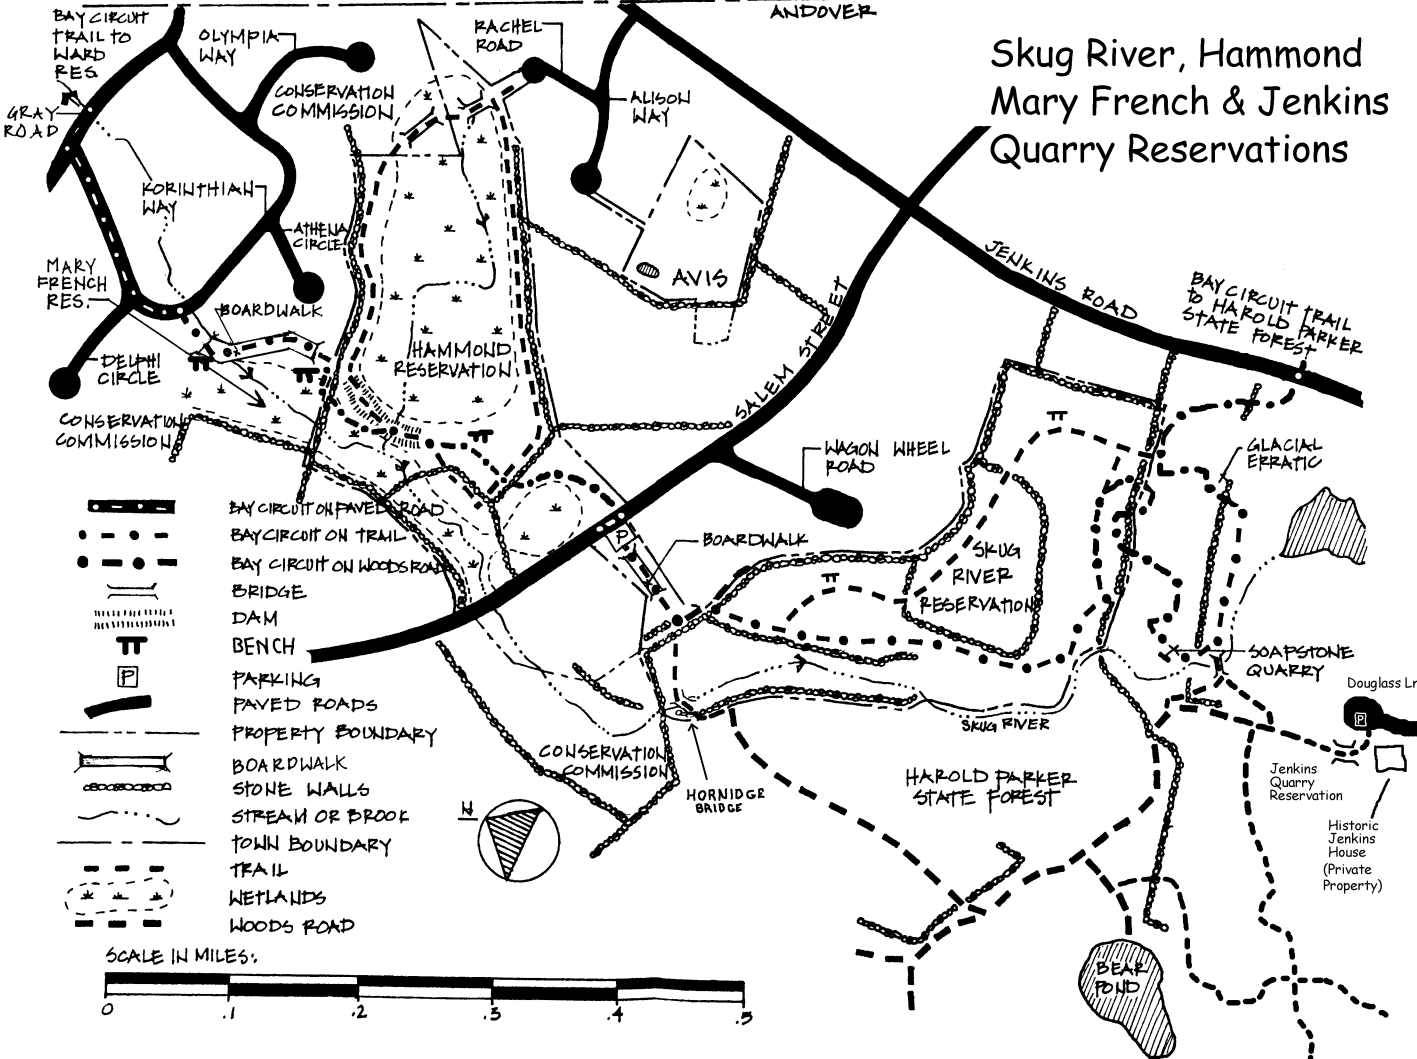 ANDOVER
BAY CIRCUIT
TRAIL TO
WARD
RES.
OLYMPIA
WAY
RACHEL
ROAD
Skug River, Hammond
Mary French & Jenkins
Quarry Reservations
GRAY
ROAD
CONSERVATION
COMMISSION
ALISON
WAY
KORINTHIAN
WAY
ATHENA
CIRCLE
MARY
FRENCH
RES.
BOARDWALK
AVIS
JENKINS ROAD
BAY CIRCUIT TRAIL
to HAROLD PARKER
STATE FOREST
SALEM STREET
HAMMOND
RESERVATION
DELPHI
CIRCLE
CONSERVATION
COMMISSION
WAGON WHEEL
ROAD
GLACIAL
ERRATIC
BAY CIRCUIT ON PAVED ROAD
BAY CIRCUIT ON TRAIL
BAY CIRCUIT ON WOODS ROAD
BRIDGE
DAM
BENCH
P
PARKING
PAVED ROADS
PROPERTY BOUNDARY
BOARDWALK
STONE WALLS
STREAM OR BROOK
TOWN BOUNDARY
TRAIL
WETLANDS
WOODS ROAD
P
BOARDWALK
SKUG
RIVER
RESERVATION
SOAPSTONE
QUARRY
Douglass Ln
P
SKUG RIVER
CONSERVATION
COMMISSION
HORNIDGE
BRIDGE
HAROLD PARKER
STATE FOREST
Jenkins
Quarry
Reservation
Historic
Jenkins
House
(Private
Property)
N
BEAR
POND
SCALE IN MILES:
0 .1 .2 .3 .4 .5